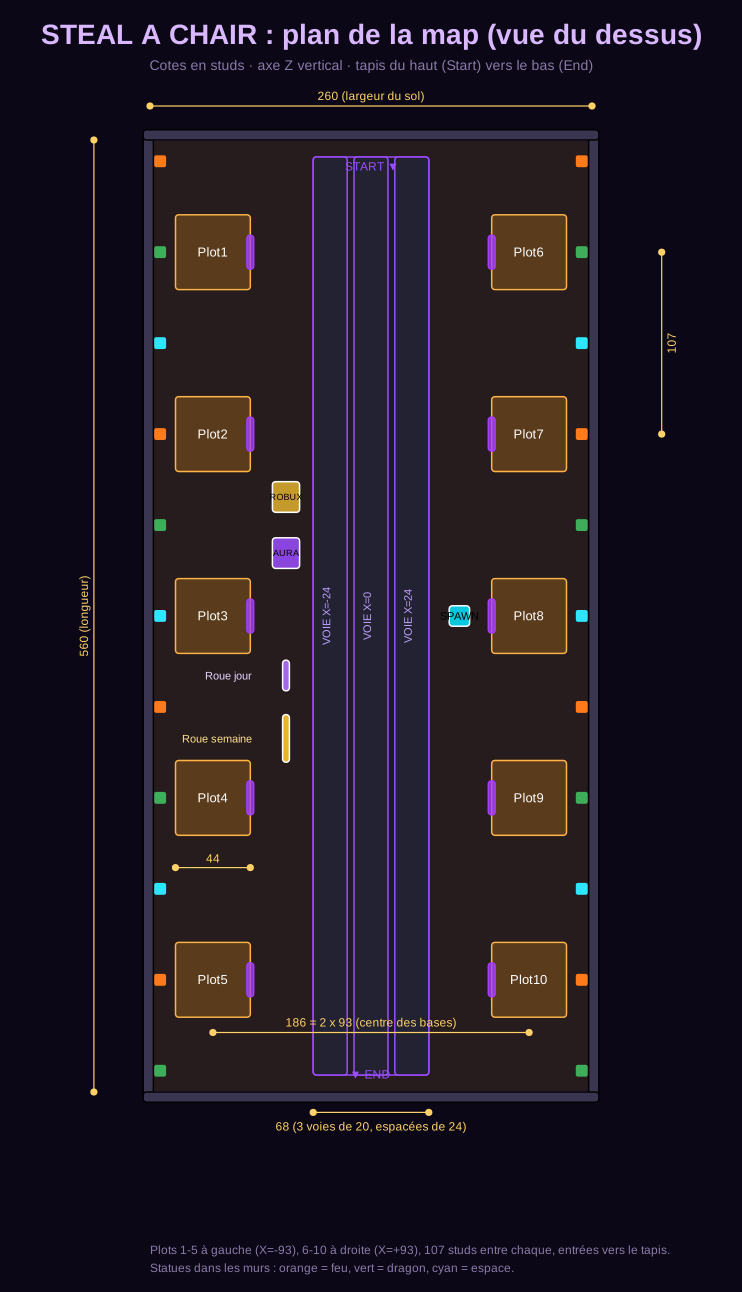 STEAL A CHAIR : plan de la map (vue du dessus)
Cotes en studs · axe Z vertical · tapis du haut (Start) vers le bas (End)
260 (largeur du sol)
START ▼
Plot1
Plot6
107
Plot2
Plot7
ROBUX
AURA
560 (longueur)
VOIE X=-24
VOIE X=0
VOIE X=24
Plot3
SPAWN
Plot8
Roue jour
Roue semaine
Plot4
Plot9
44
Plot5
Plot10
186 = 2 x 93 (centre des bases)
▼ END
68 (3 voies de 20, espacées de 24)
Plots 1-5 à gauche (X=-93), 6-10 à droite (X=+93), 107 studs entre chaque, entrées vers le tapis.
Statues dans les murs : orange = feu, vert = dragon, cyan = espace.